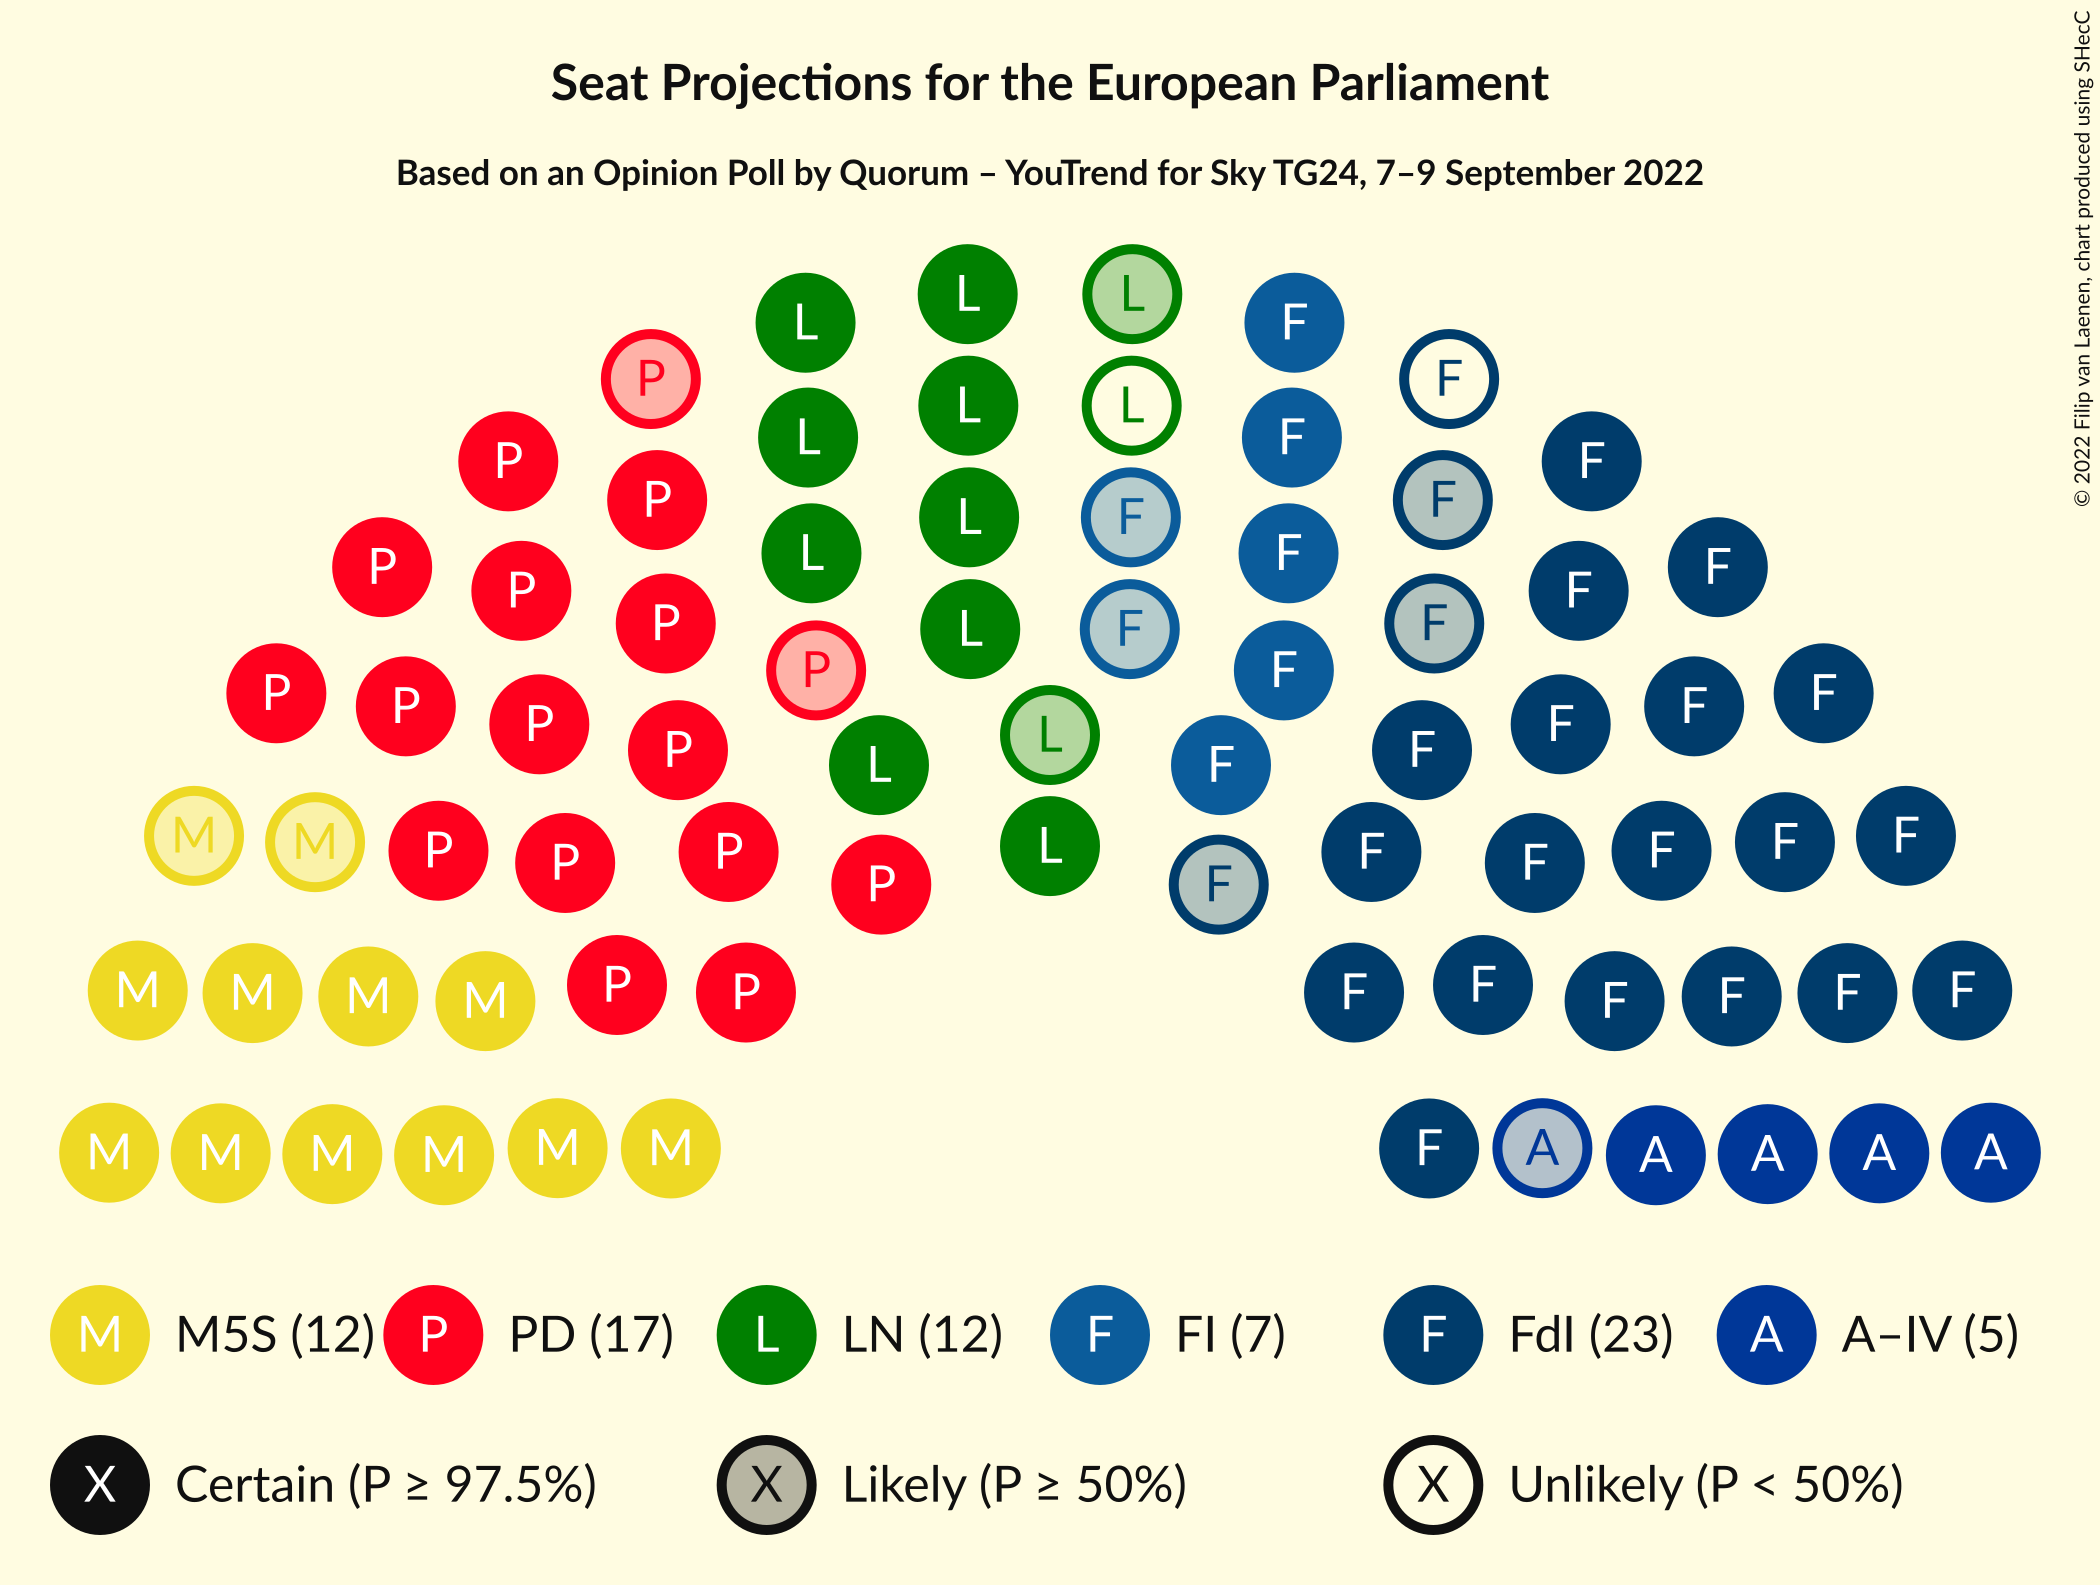 Seat Projections for the European Parliament
Based on an Opinion Poll by Quorum – YouTrend for Sky TG24, 7–9 September 2022
© 2022 Filip van Laenen, chart produced using SHecC
L L
L L F F
P P F F
L L
L L F F
P P F F
P P F F
L F
L F
P P F F
L L
P P F F
P P F F
P P F F
L
P P F F
L F
M M P P P L F F F F F
P F
M M M M P P F F F F F F
M M M M M M F A A A A A
M M5S (12) P PD (17) L LN (12) F FI (7) F FdI (23) A A–IV (5)
X Certain (P ≥ 97.5%) X Likely (P ≥ 50%) X Unlikely (P < 50%)